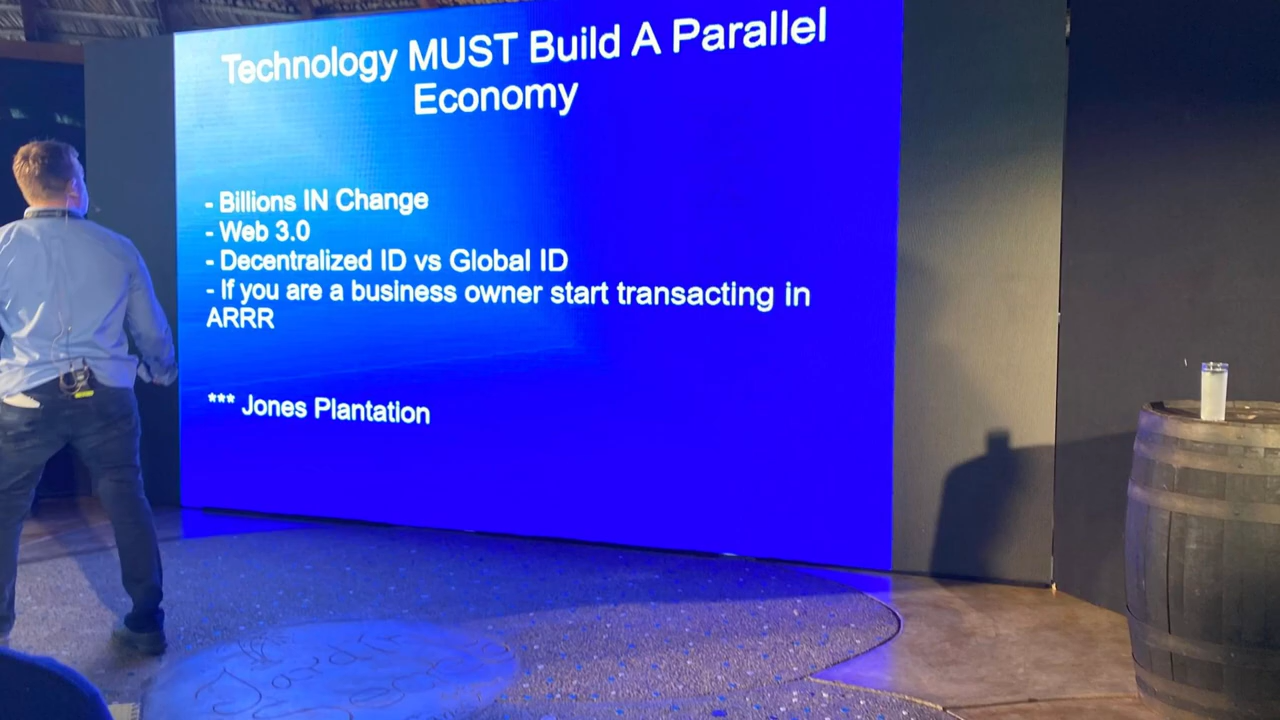 Technology MUST Build A Parallel
Economy
- Billions IN Change
- Web 3.0
- Decentralized ID vs Global ID
- If you are a business owner start transacting in
ARRR
*** Jones Plantation